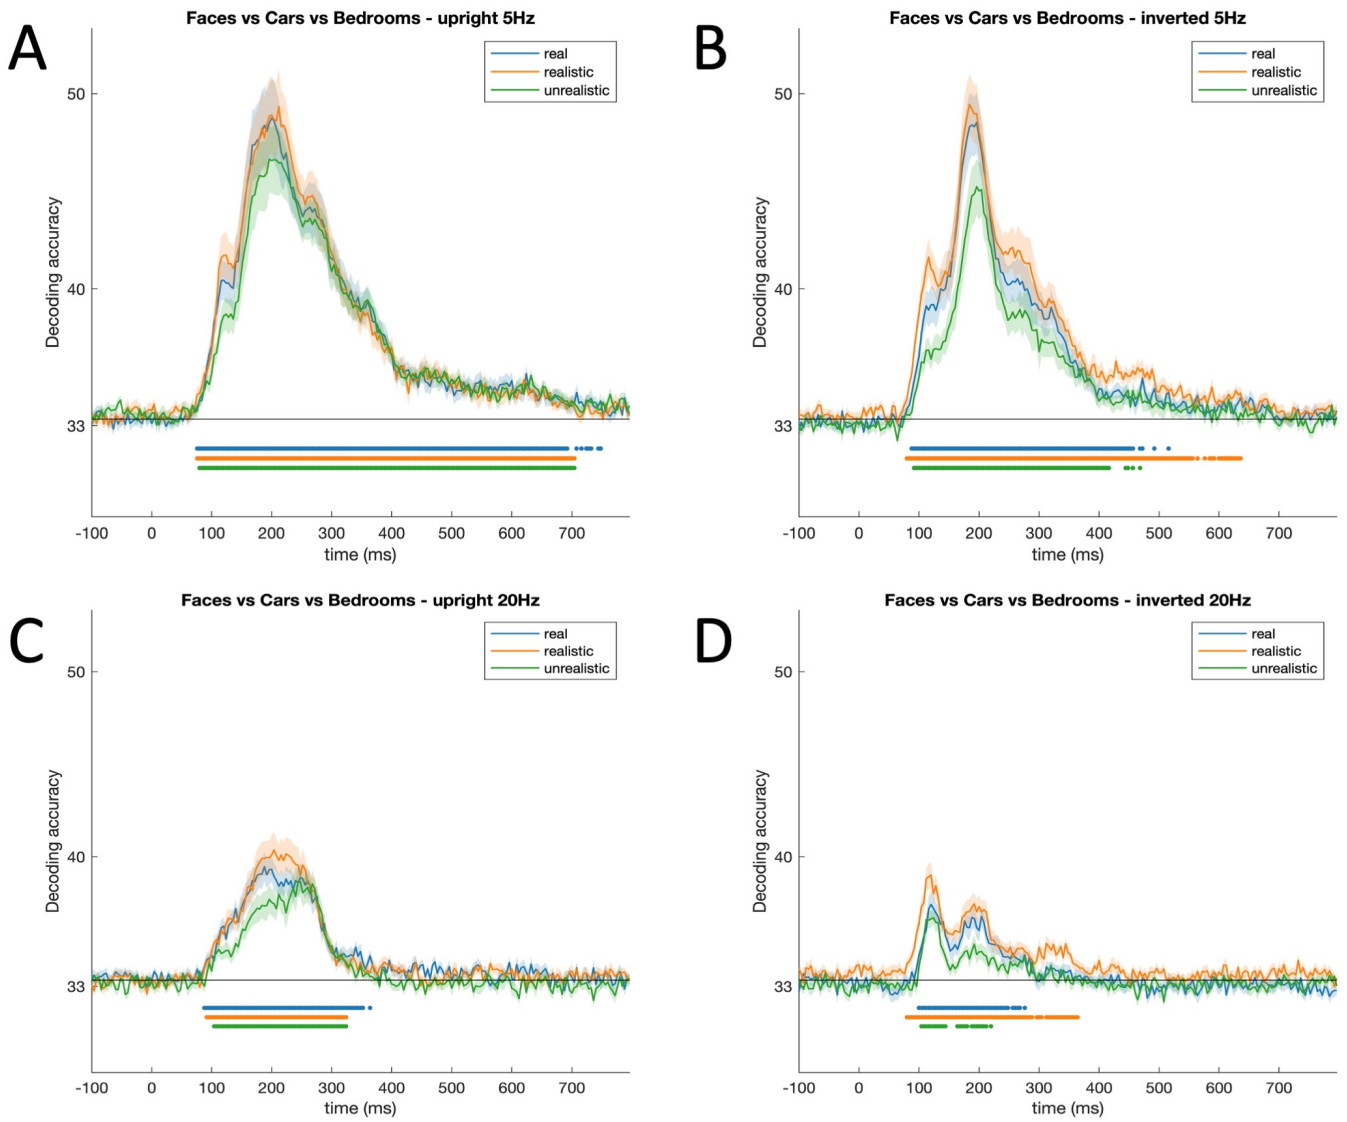 A
Faces vs Cars vs Bedrooms - upright 5Hz
real
realistic
unrealistic
50
40
33
Decoding accuracy
-100 0 100 200 300 400 500 600 700
time (ms)
B
Faces vs Cars vs Bedrooms - inverted 5Hz
real
realistic
unrealistic
50
40
33
Decoding accuracy
-100 0 100 200 300 400 500 600 700
time (ms)
C
Faces vs Cars vs Bedrooms - upright 20Hz
real
realistic
unrealistic
50
40
33
Decoding accuracy
-100 0 100 200 300 400 500 600 700
time (ms)
D
Faces vs Cars vs Bedrooms - inverted 20Hz
real
realistic
unrealistic
50
40
33
Decoding accuracy
-100 0 100 200 300 400 500 600 700
time (ms)